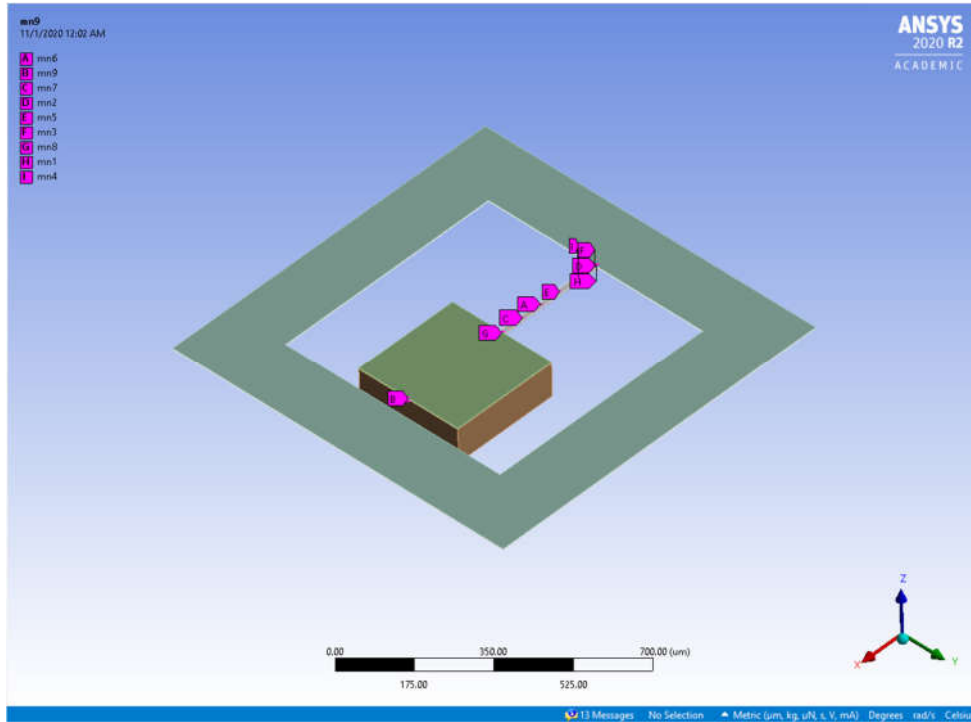 mn9
11/1/2020 12:02 AM
A mn6
B mn9
C mn7
D mn2
E mn5
F mn3
G mn8
H mn1
I mn4
ANSYS
2020 R2
ACADEMIC
F
D
H
E
A
C
G
B
Z
X
Y
0.00 350.00 700.00 (um)
175.00 525.00
13 Messages No Selection Metric (µm, kg, µN, s, V, mA) Degrees rad/s Celsiu